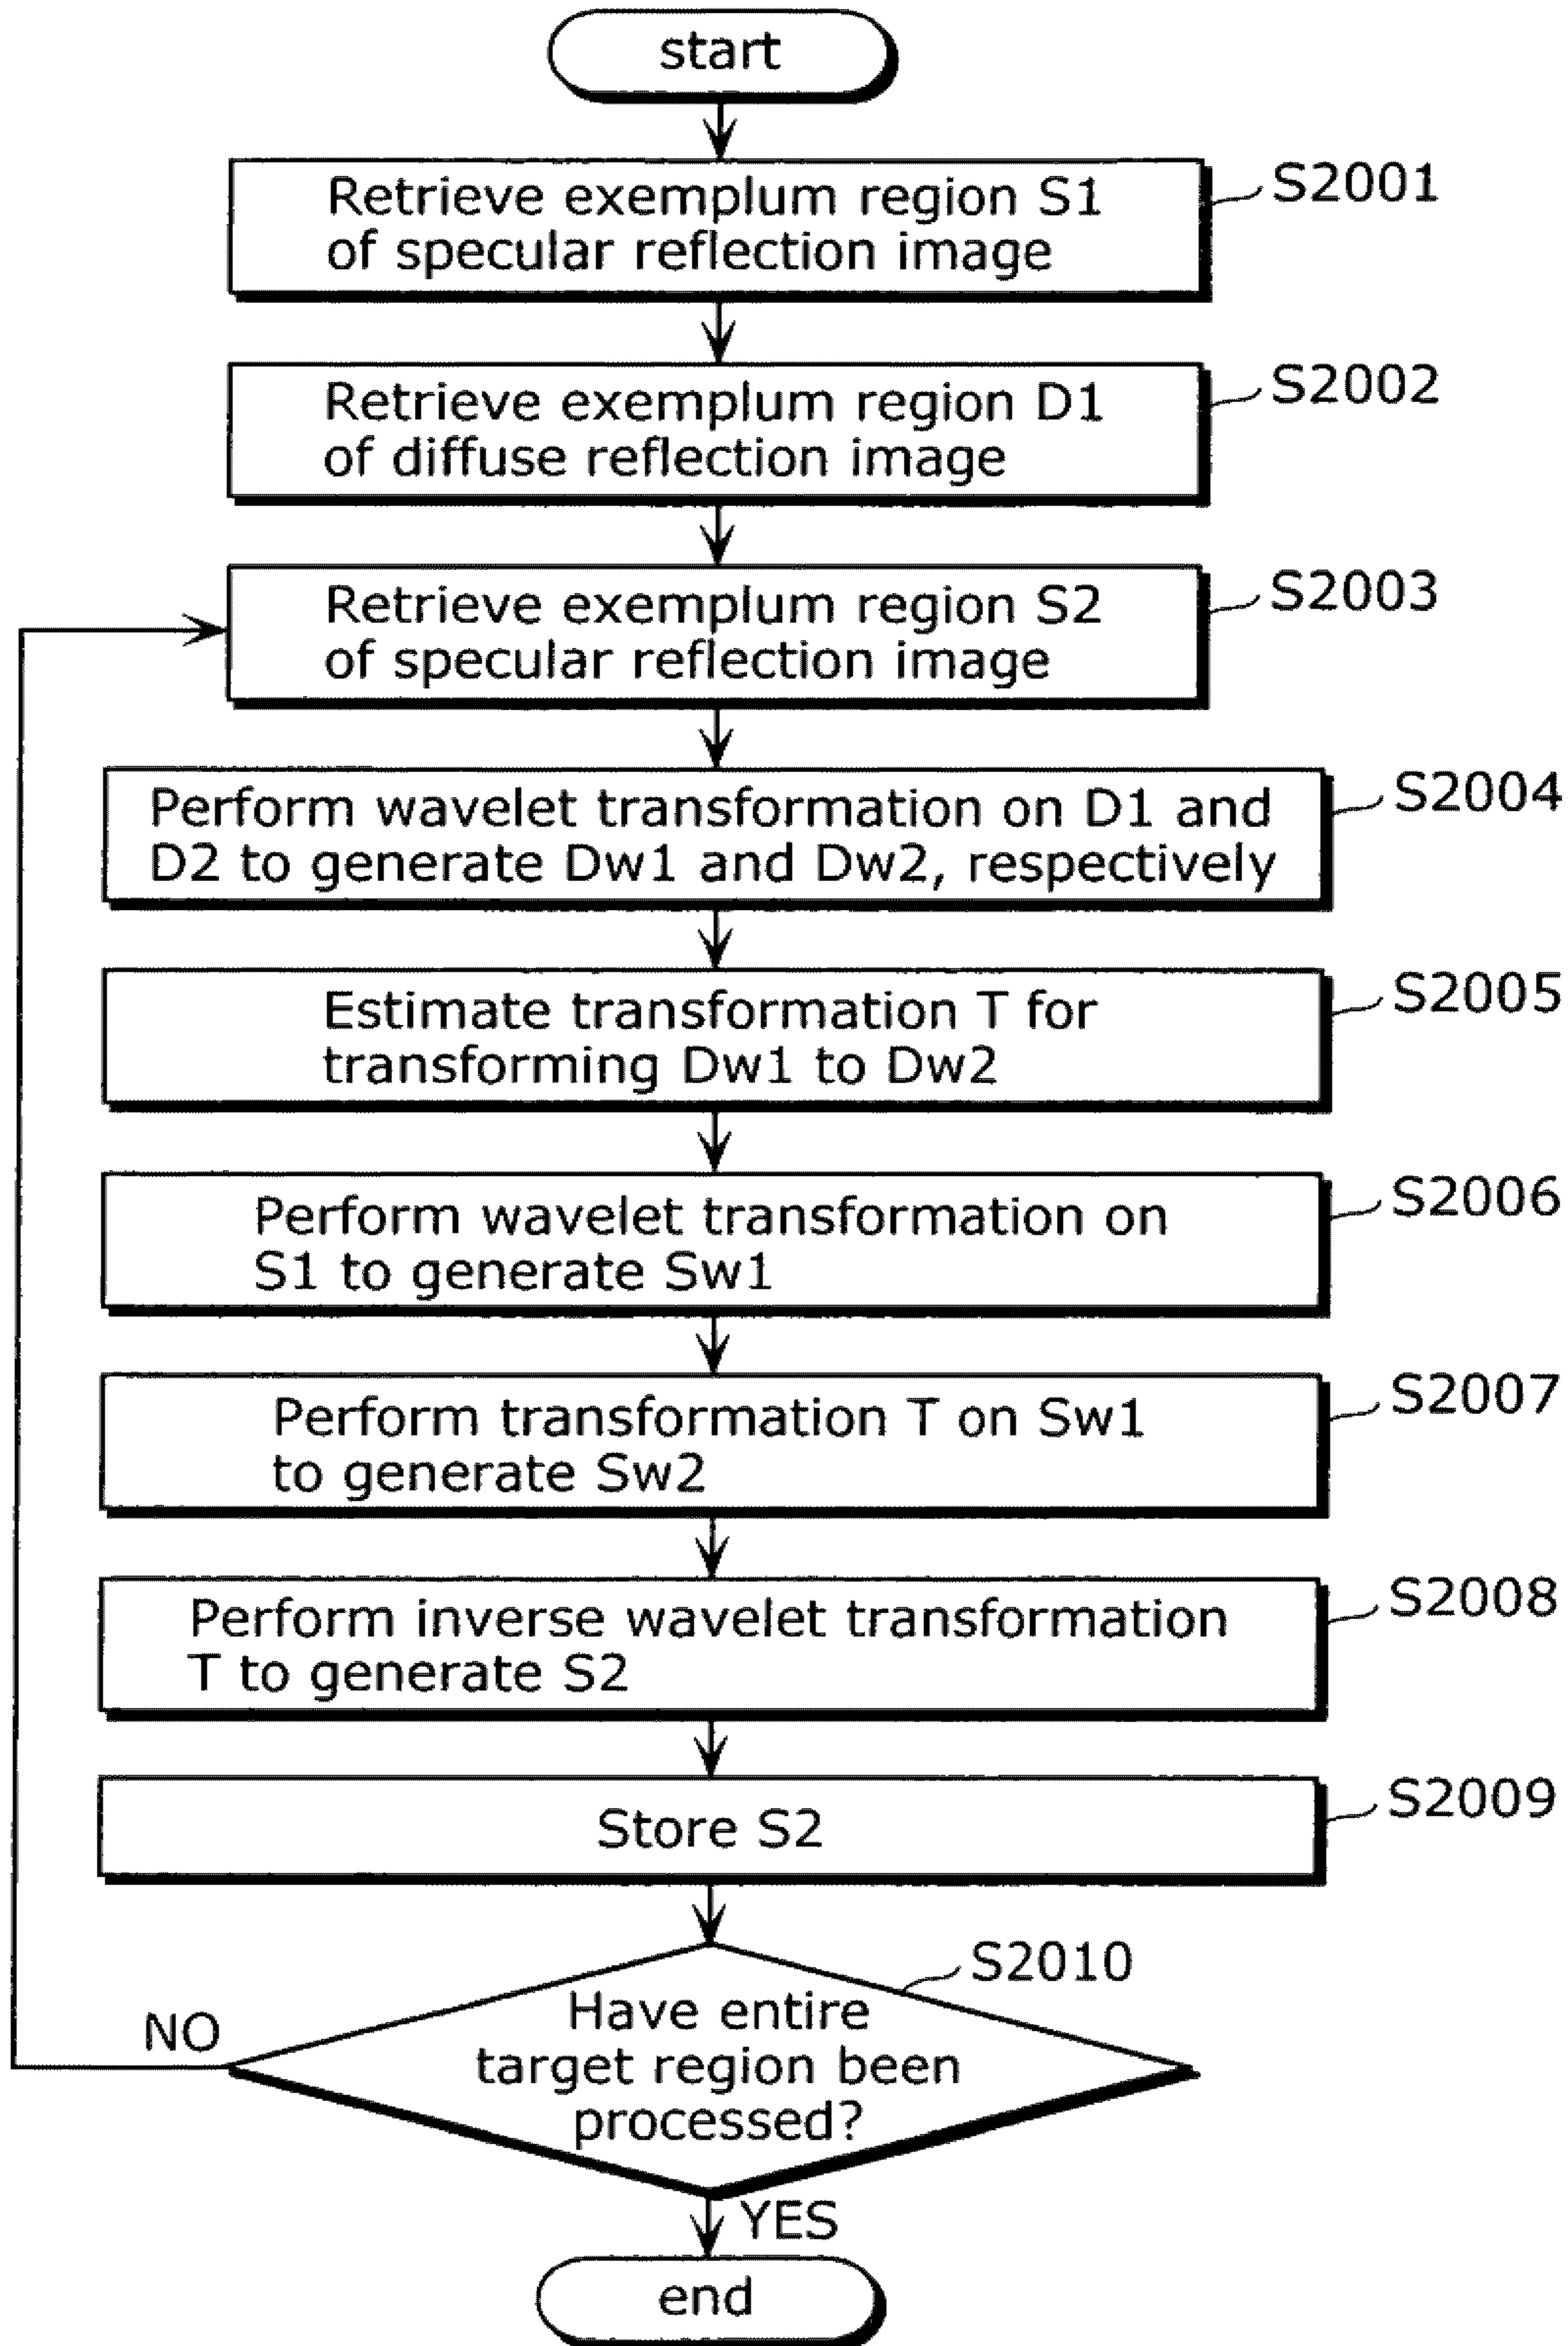 start
Retrieve exemplum region S1
of specular reflection image
S2001
Retrieve exemplum region D1
of diffuse reflection image
S2002
Retrieve exemplum region S2
of specular reflection image
S2003
Perform wavelet transformation on D1 and
D2 to generate Dw1 and Dw2, respectively
S2004
Estimate transformation T for
transforming Dw1 to Dw2
S2005
Perform wavelet transformation on
S1 to generate Sw1
S2006
Perform transformation T on Sw1
to generate Sw2
S2007
Perform inverse wavelet transformation
T to generate S2
S2008
Store S2
S2009
S2010
Have entire
target region been
processed?
NO
YES
end